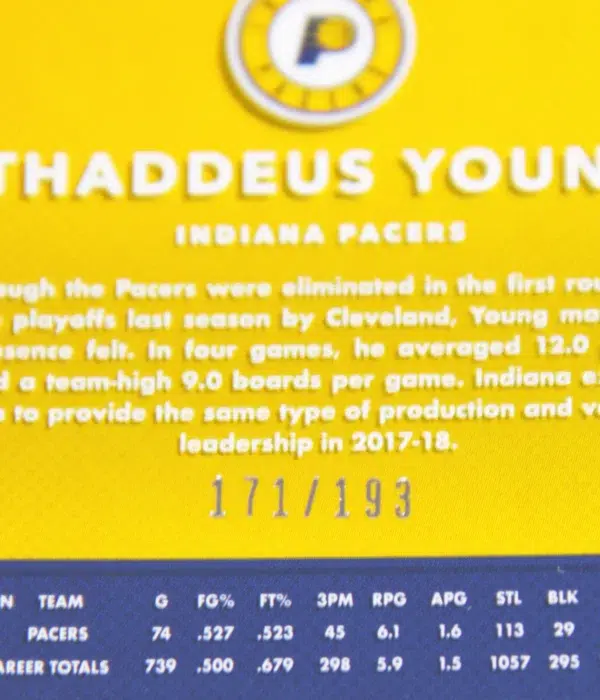 THADDEUS YOUN
INDIANA PACERS
ough the Pacers were eliminated in the first rou
playoffs last season by Cleveland, Young ma
sence felt. In four games, he averaged 12.0
d a team-high 9.0 boards per game. Indiana e
to provide the same type of production and v
leadership in 2017-18.
171/193
N TEAM G FG% FT% 3PM RPG APG STL BLK
PACERS 74 .527 .523 45 6.1 1.6 113 29
AREER TOTALS 739 .500 .679 298 5.9 1.5 1057 295